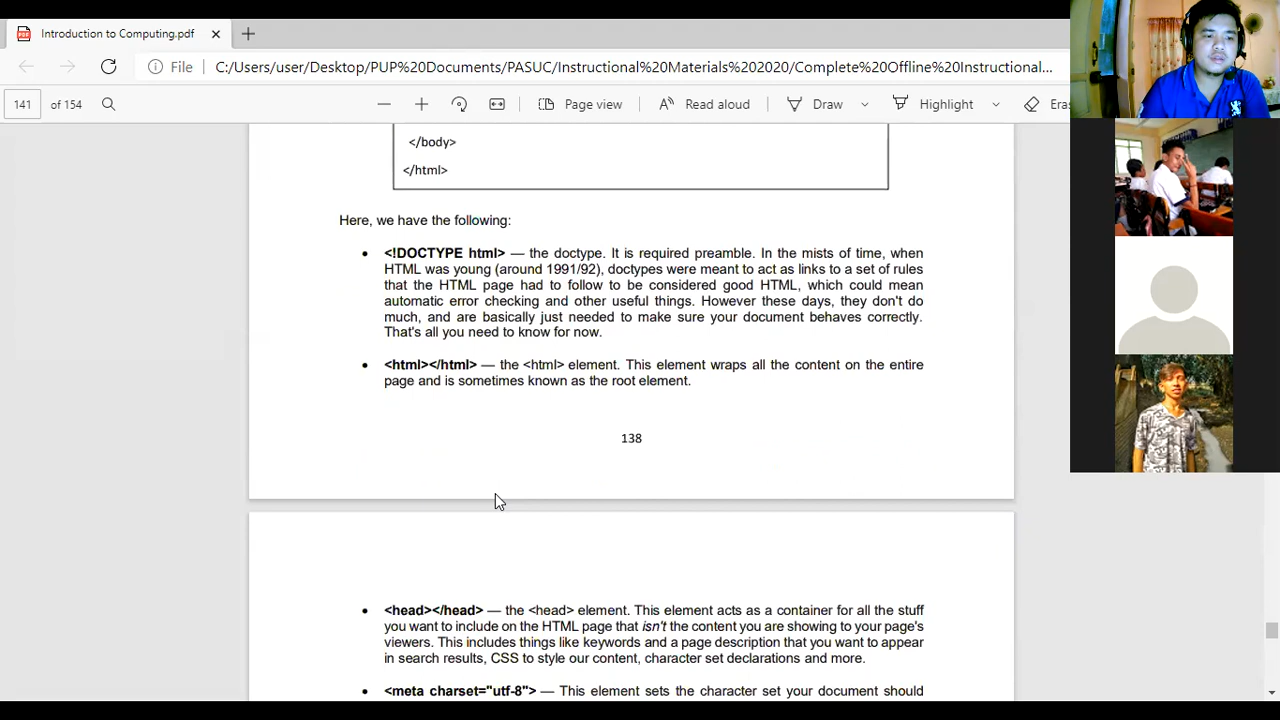 Introduction to Computing.pdf
File
C:/Users/user/Desktop/PUP%20Documents/PASUC/Instructional%20Materials%202020/Complete%20Offline%20Instructional...
141 of 154
Page view
Read aloud
Draw
Highlight
Eras
</body>
</html>
Here, we have the following:
• <!DOCTYPE html> — the doctype. It is required preamble. In the mists of time, when
HTML was young (around 1991/92), doctypes were meant to act as links to a set of rules
that the HTML page had to follow to be considered good HTML, which could mean
automatic error checking and other useful things. However these days, they don't do
much, and are basically just needed to make sure your document behaves correctly.
That's all you need to know for now.
• <html></html> — the <html> element. This element wraps all the content on the entire
page and is sometimes known as the root element.
138
• <head></head> — the <head> element. This element acts as a container for all the stuff
you want to include on the HTML page that isn't the content you are showing to your page's
viewers. This includes things like keywords and a page description that you want to appear
in search results, CSS to style our content, character set declarations and more.
• <meta charset="utf-8"> — This element sets the character set your document should